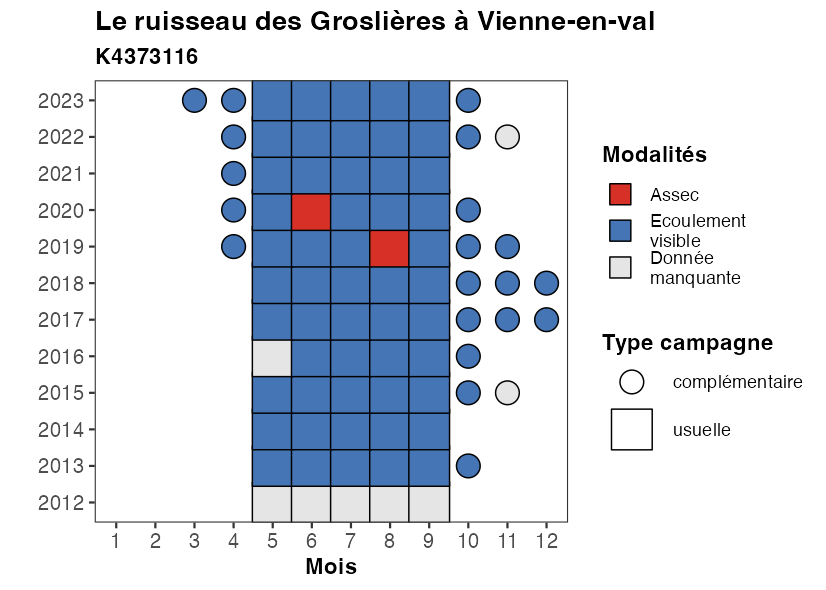 Le ruisseau des Groslières à Vienne-en-val
K4373116
2023
2022
2021
2020
2019
2018
2017
2016
2015
2014
2013
2012
1 2 3 4 5 6 7 8 9 10 11 12
Mois
Modalités
Assec
Ecoulement
visible
Donnée
manquante
Type campagne
complémentaire
usuelle